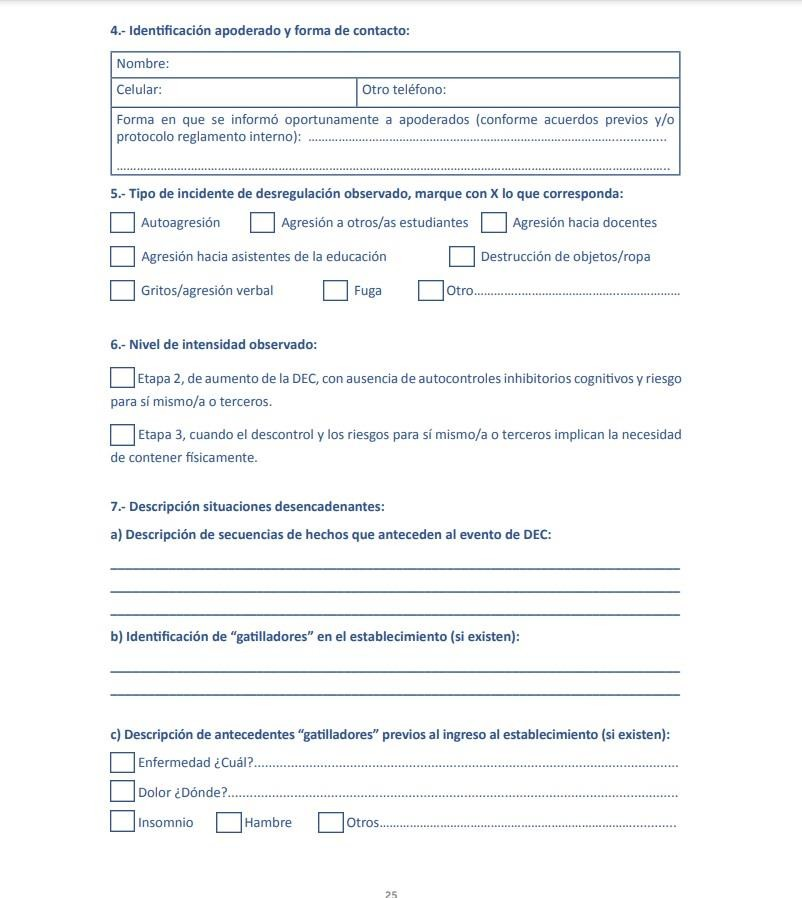 4.- Identificación apoderado y forma de contacto:
Nombre:
Celular: Otro teléfono:
Forma en que se informó oportunamente a apoderados (conforme acuerdos previos y/o
protocolo reglamento interno): ..............................................................................................
...........................................................................................................................................
5.- Tipo de incidente de desregulación observado, marque con X lo que corresponda:
Autoagresión Agresión a otros/as estudiantes Agresión hacia docentes
Agresión hacia asistentes de la educación Destrucción de objetos/ropa
Gritos/agresión verbal Fuga Otro....................................................
6.- Nivel de intensidad observado:
Etapa 2, de aumento de la DEC, con ausencia de autocontroles inhibitorios cognitivos y riesgo
para sí mismo/a o terceros.
Etapa 3, cuando el descontrol y los riesgos para sí mismo/a o terceros implican la necesidad
de contener físicamente.
7.- Descripción situaciones desencadenantes:
a) Descripción de secuencias de hechos que anteceden al evento de DEC:
b) Identificación de “gatilladores” en el establecimiento (si existen):
c) Descripción de antecedentes “gatilladores” previos al ingreso al establecimiento (si existen):
Enfermedad ¿Cuál?.........................................................................................................
Dolor ¿Dónde?................................................................................................................
Insomnio Hambre Otros..........................................................................
25